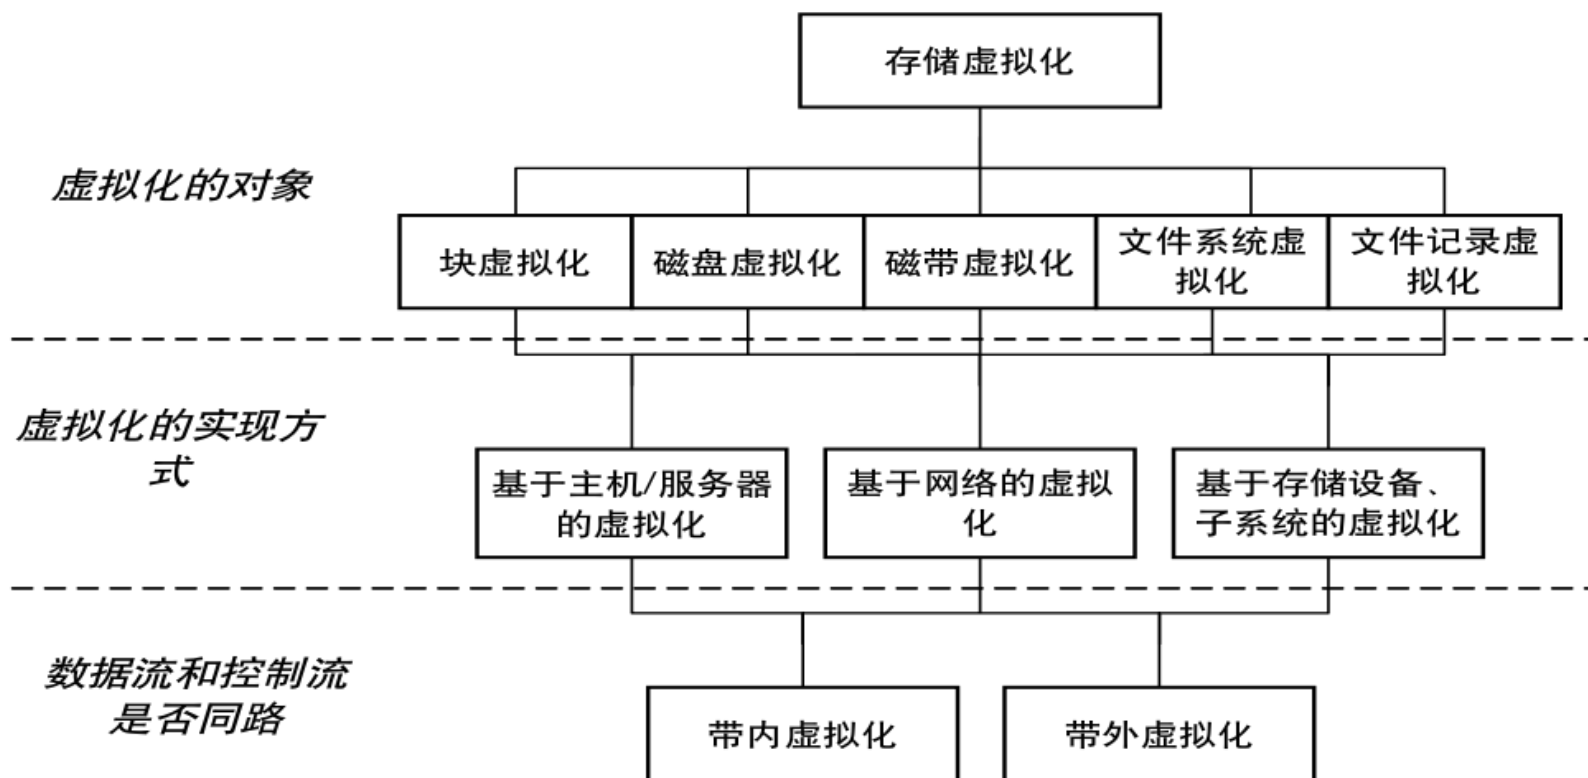 存储虚拟化
虚拟化的对象
块虚拟化
磁盘虚拟化
磁带虚拟化
文件系统虚
拟化
文件记录虚
拟化
虚拟化的实现方
式
基于主机/服务器
的虚拟化
基于网络的虚拟
化
基于存储设备、
子系统的虚拟化
数据流和控制流
是否同路
带内虚拟化
带外虚拟化